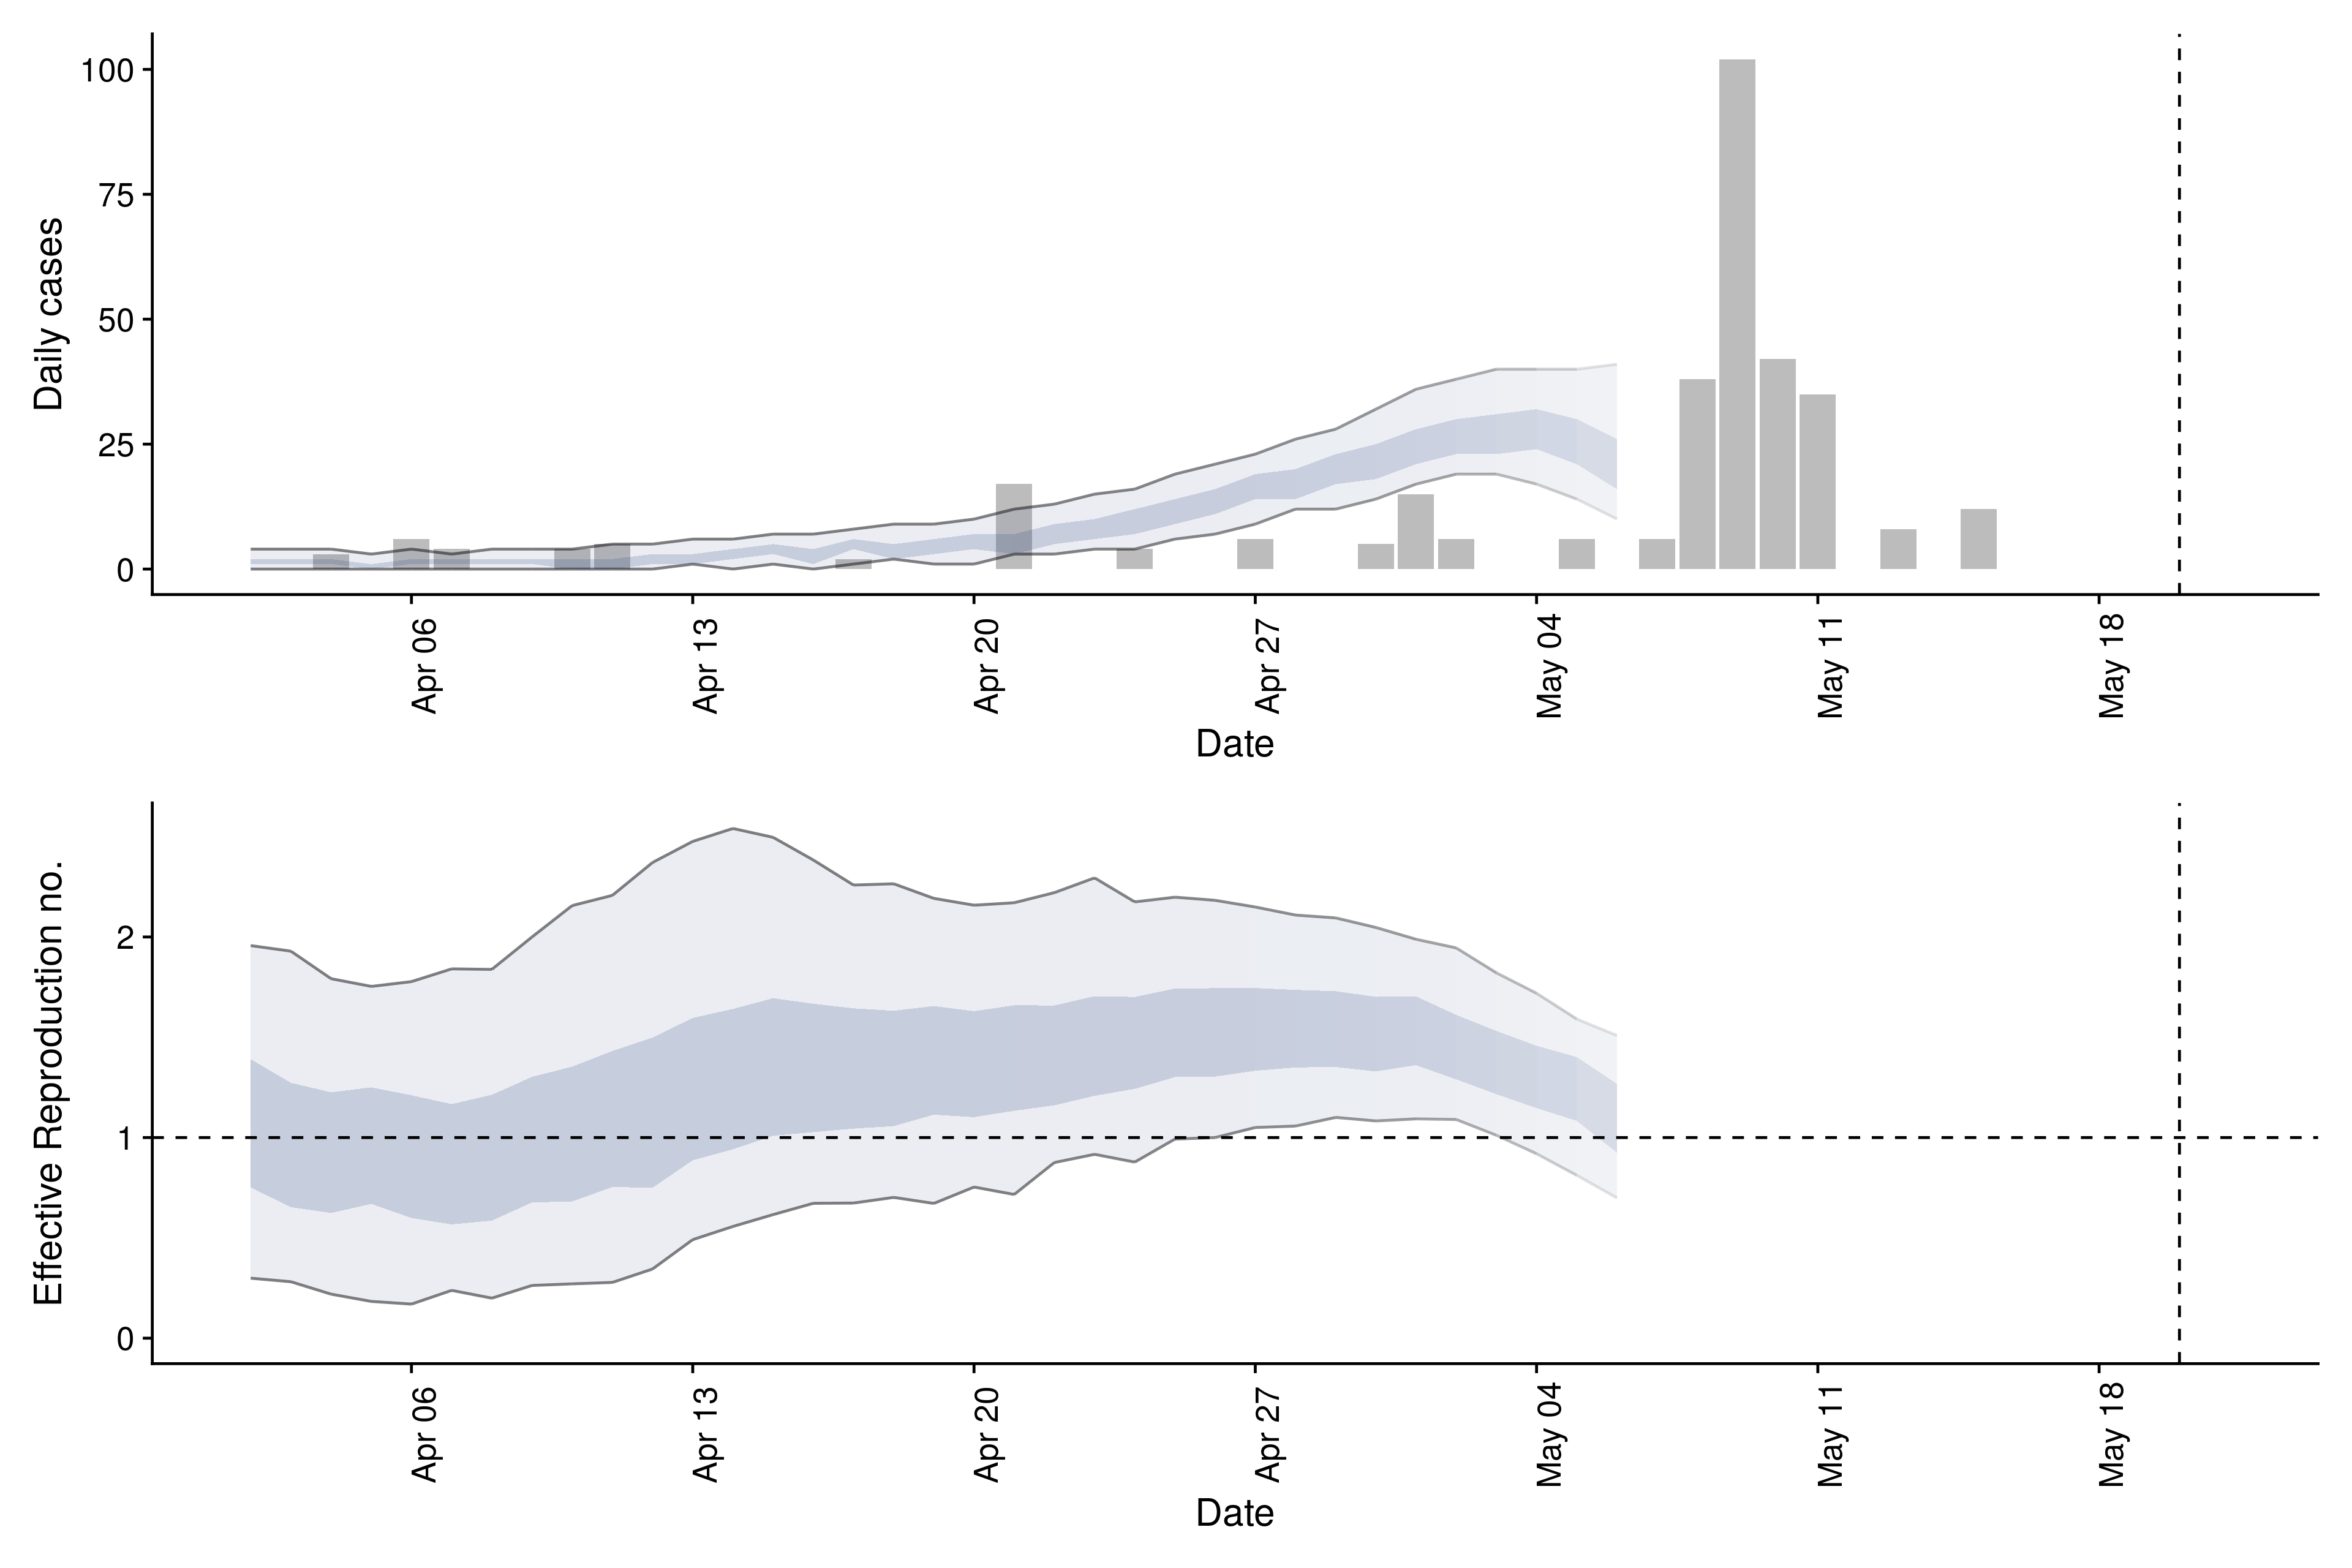 Daily cases
100
75
50
25
0
Apr 06
Apr 13
Apr 20
Apr 27
May 04
May 11
May 18
Date
Effective Reproduction no.
2
1
0
Apr 06
Apr 13
Apr 20
Apr 27
May 04
May 11
May 18
Date